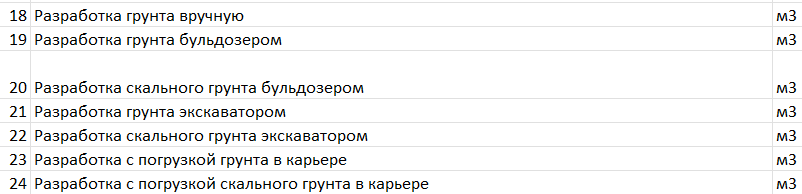 18 Разработка грунта вручную м3
19 Разработка грунта бульдозером м3
20 Разработка скального грунта бульдозером м3
21 Разработка грунта экскаватором м3
22 Разработка скального грунта экскаватором м3
23 Разработка с погрузкой грунта в карьере м3
24 Разработка с погрузкой скального грунта в карьере м3